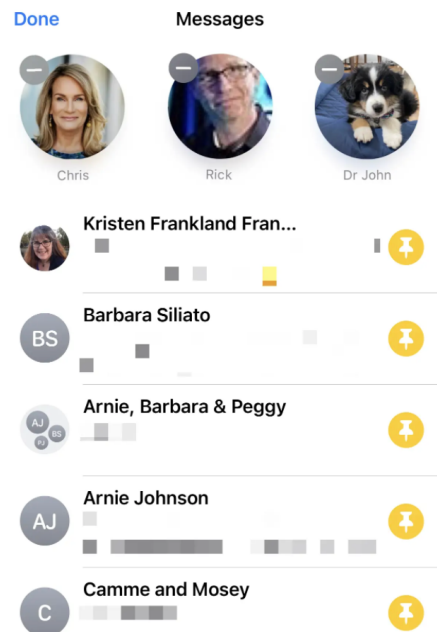 Done
Messages
Chris
Rick
Dr John
Kristen Frankland Fran...
BS
Barbara Siliato
AJ
BS
PJ
Arnie, Barbara & Peggy
AJ
Arnie Johnson
C
Camme and Mosey